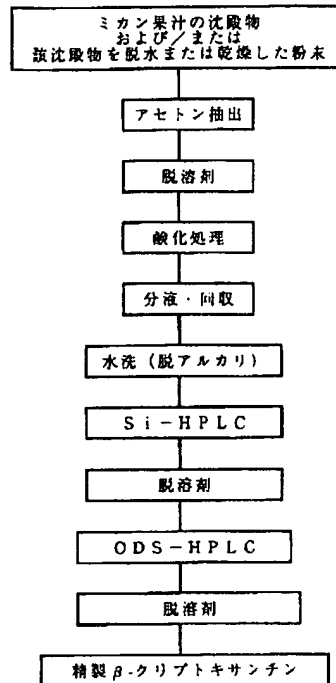 ミカン果汁の沈殿物
および/または
該沈殿物を脱水または乾燥した粉末
アセトン抽出
脱溶剤
鹸化処理
分液・回収
水洗(脱アルカリ)
Si-HPLC
脱溶剤
ODS-HPLC
脱溶剤
精製β-クリプトキサンチン